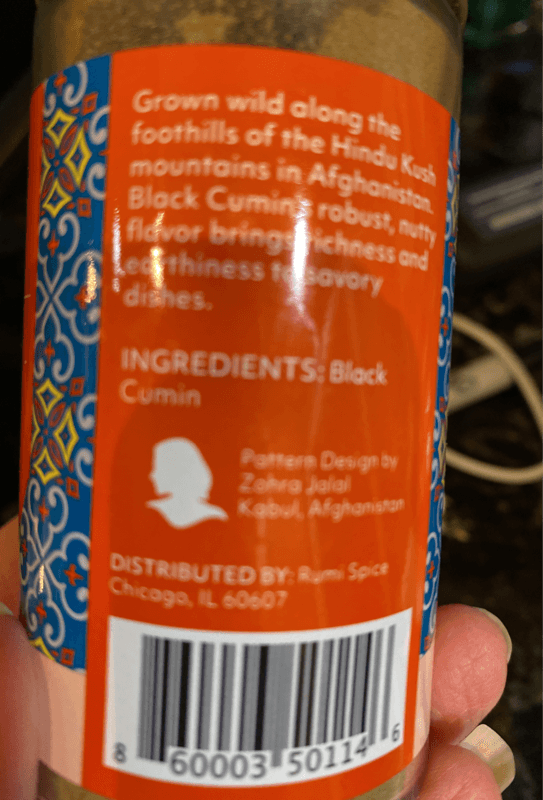 Grown wild along the
foothills of the Hindu Kush
mountains in Afghanistan.
Black Cumin's robust, nutty
flavor brings richness and
earthiness to savory
dishes.
INGREDIENTS: Black
Cumin
Pattern Design by
Zohra Jalal
Kabul, Afghanistan
DISTRIBUTED BY: Rumi Spice
Chicago, IL 60607
8 60003 50114 6